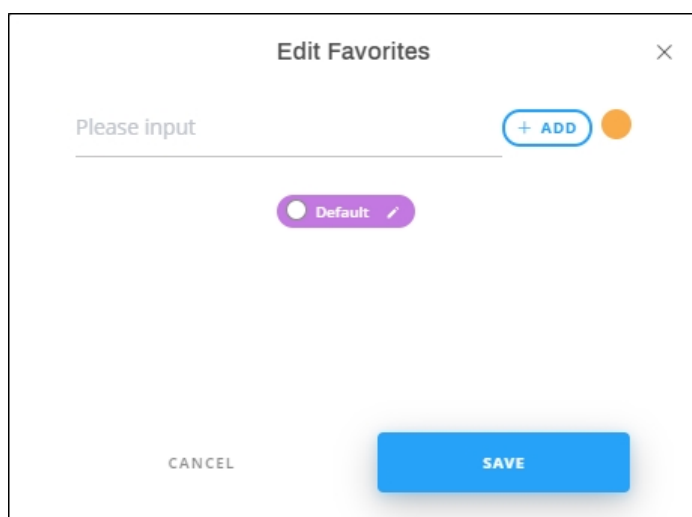 Edit Favorites
Please input
+ ADD
Default
CANCEL
SAVE